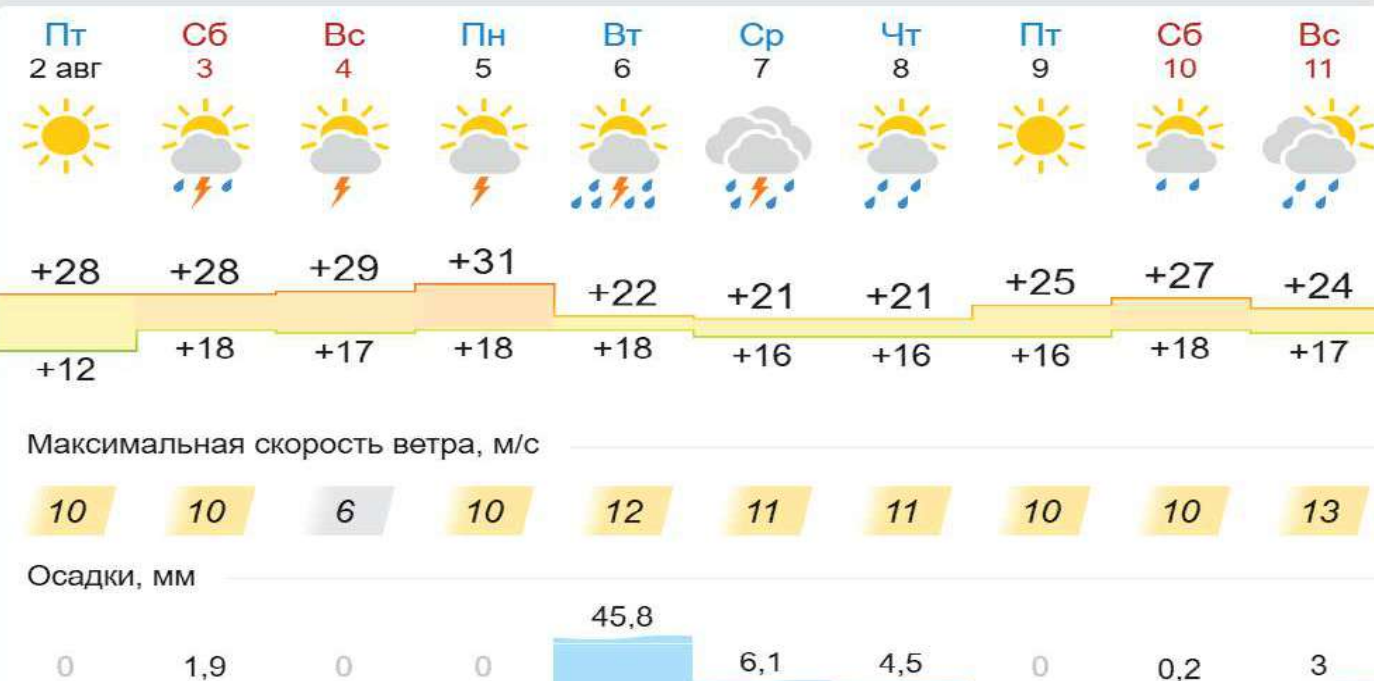 Пт Сб Вс Пн Вт Ср Чт Пт Сб Вс
2 авг 3 4 5 6 7 8 9 10 11
+28 +28 +29 +31 +22 +21 +21 +25 +27 +24
+12 +18 +17 +18 +18 +16 +16 +16 +18 +17
Максимальная скорость ветра, м/с
10 10 6 10 12 11 11 10 10 13
Осадки, мм
0 1,9 0 0 45,8 6,1 4,5 0 0,2 3